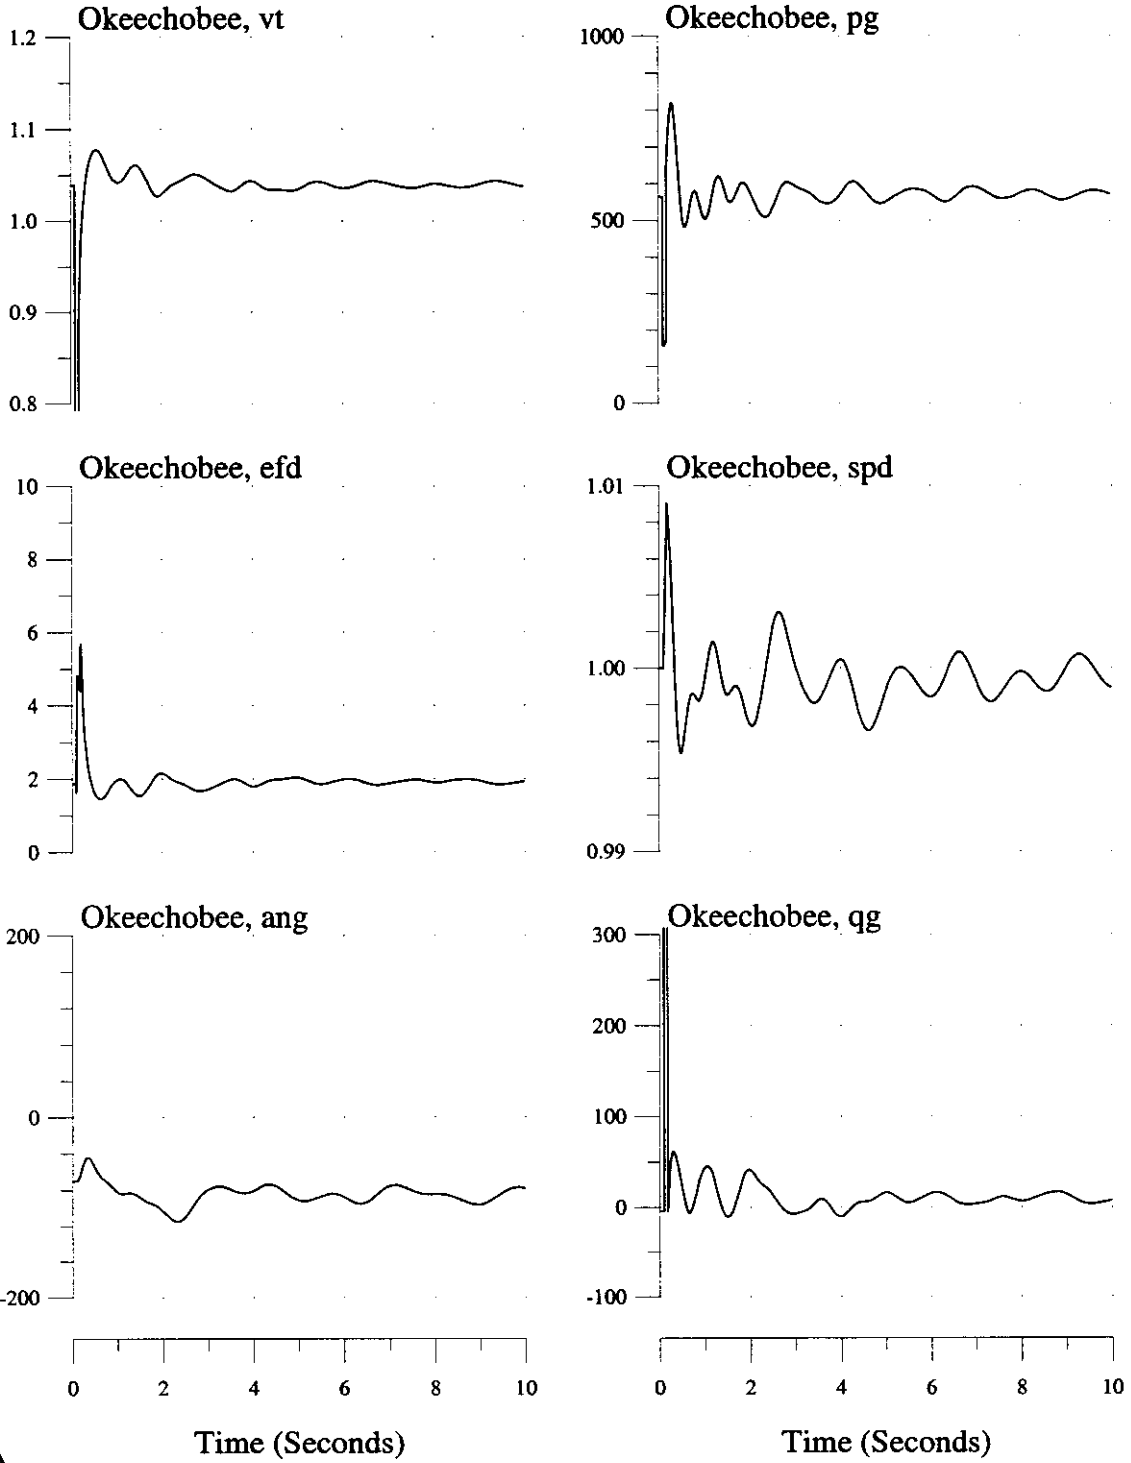 Okeechobee, vt
1.2
1.1
1.0
0.9
0.8
Okeechobee, pg
1000
500
0
Okeechobee, efd
10
8
6
4
2
0
Okeechobee, spd
1.01
1.00
0.99
Okeechobee, ang
200
0
-200
0 2 4 6 8 10
Time (Seconds)
Okeechobee, qg
300
200
100
0
-100
0 2 4 6 8 10
Time (Seconds)